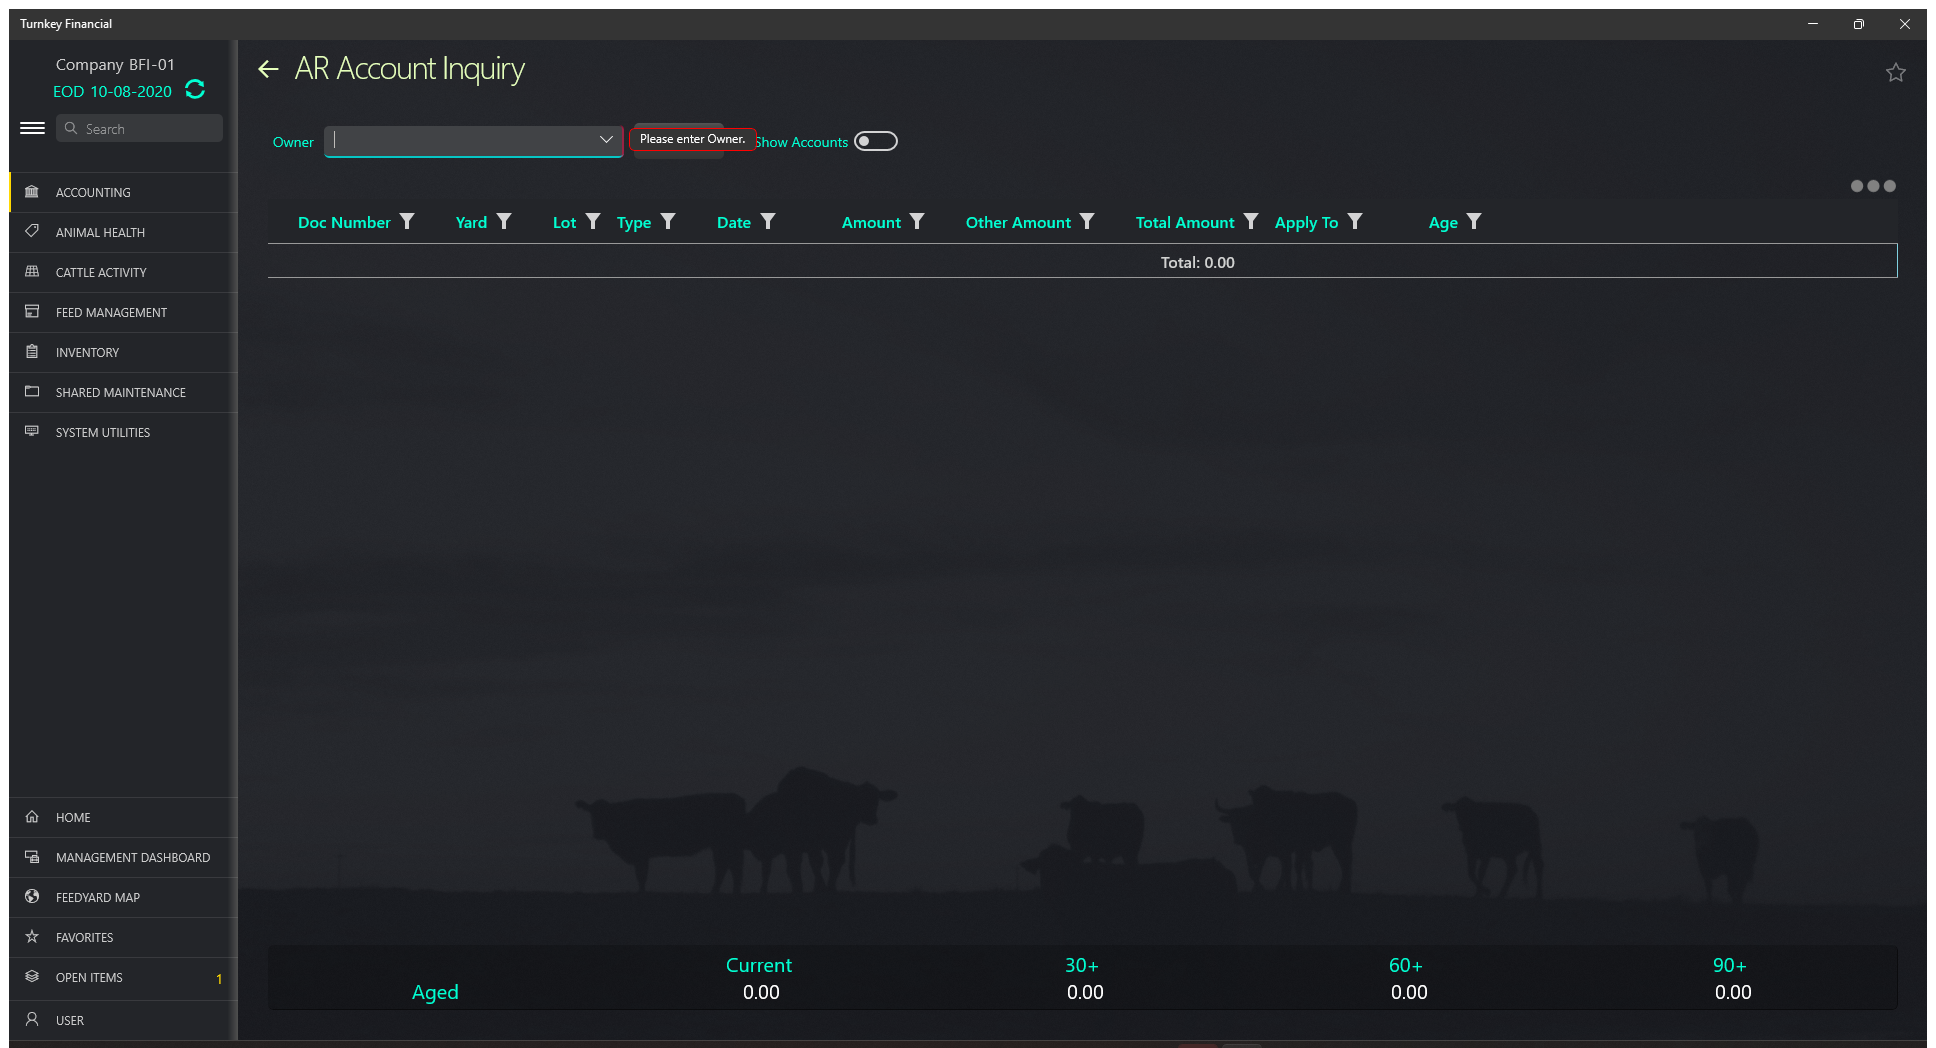 Turnkey Financial
Company BFI-01
EOD 10-08-2020
Search
ACCOUNTING
ANIMAL HEALTH
CATTLE ACTIVITY
FEED MANAGEMENT
INVENTORY
SHARED MAINTENANCE
SYSTEM UTILITIES
HOME
MANAGEMENT DASHBOARD
FEEDYARD MAP
FAVORITES
OPEN ITEMS 1
USER
AR Account Inquiry
Owner Please enter Owner. Show Accounts
Doc Number Yard Lot Type Date Amount Other Amount Total Amount Apply To Age
Total: 0.00
Current 30+ 60+ 90+
Aged 0.00 0.00 0.00 0.00